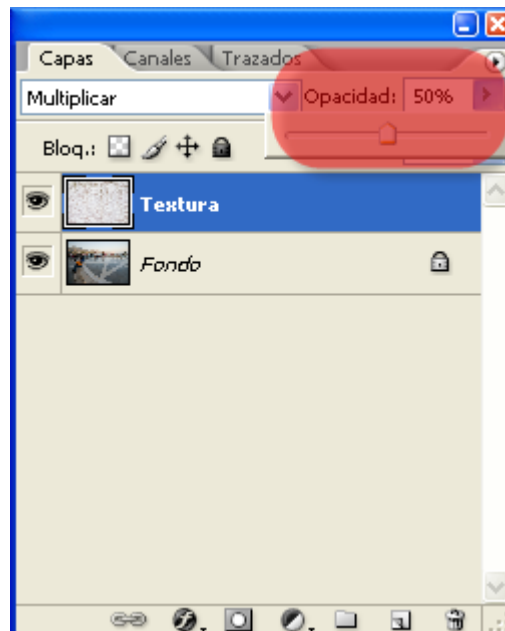 Capas Canales Trazados
Multiplicar Opacidad: 50%
Bloq.:
Textura
Fondo